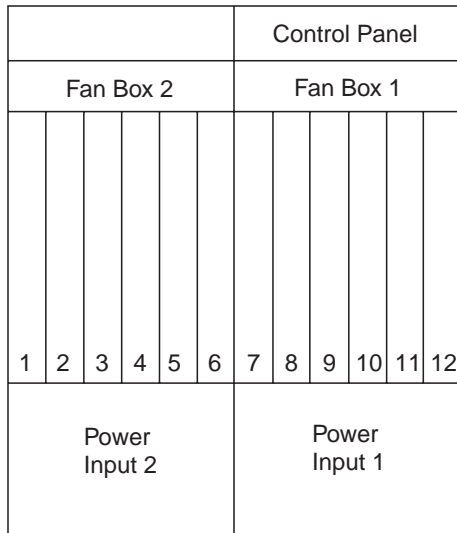 Control Panel
Fan Box 2 Fan Box 1
1 2 3 4 5 6 7 8 9 10 11 12
Power
Input 2
Power
Input 1